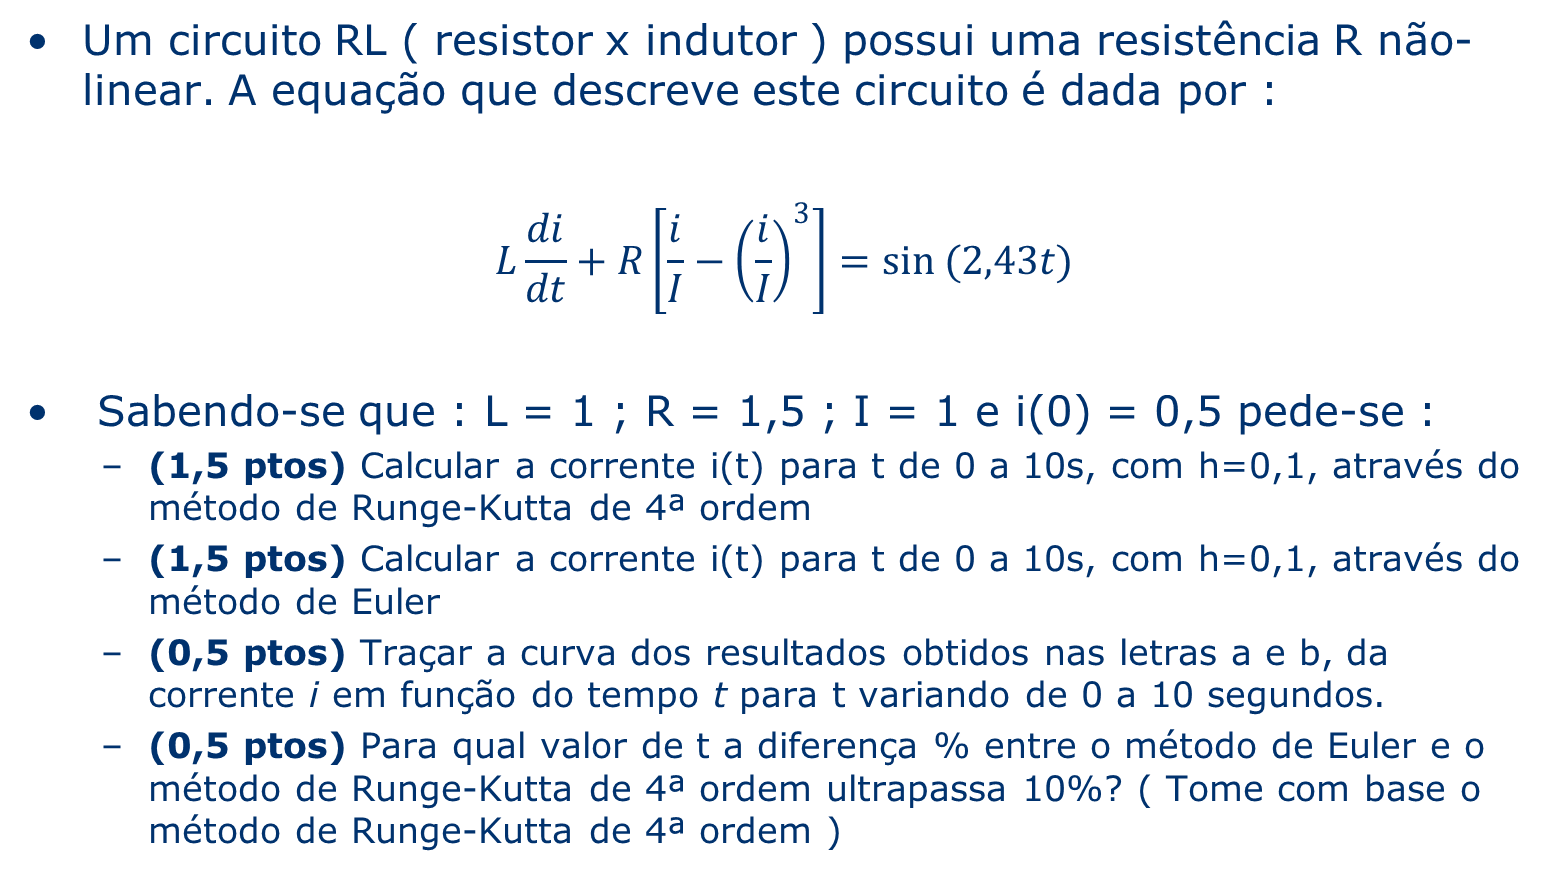 • Um circuito RL ( resistor x indutor ) possui uma resistência R não-
linear. A equação que descreve este circuito é dada por :
L di/dt + R [ i/I − (i/I)³ ] = sin (2,43t)
• Sabendo-se que : L = 1 ; R = 1,5 ; I = 1 e i(0) = 0,5 pede-se :
– (1,5 ptos) Calcular a corrente i(t) para t de 0 a 10s, com h=0,1, através do
método de Runge-Kutta de 4ª ordem
– (1,5 ptos) Calcular a corrente i(t) para t de 0 a 10s, com h=0,1, através do
método de Euler
– (0,5 ptos) Traçar a curva dos resultados obtidos nas letras a e b, da
corrente i em função do tempo t para t variando de 0 a 10 segundos.
– (0,5 ptos) Para qual valor de t a diferença % entre o método de Euler e o
método de Runge-Kutta de 4ª ordem ultrapassa 10%? ( Tome com base o
método de Runge-Kutta de 4ª ordem )